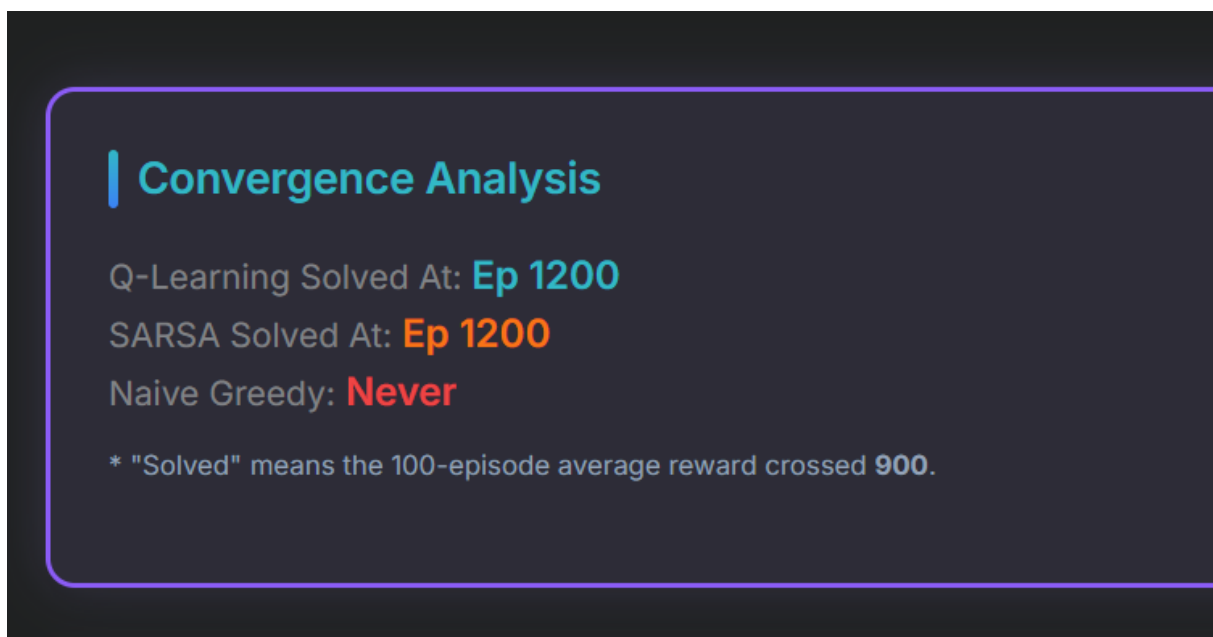 Convergence Analysis
Q-Learning Solved At: Ep 1200
SARSA Solved At: Ep 1200
Naive Greedy: Never
* "Solved" means the 100-episode average reward crossed 900.